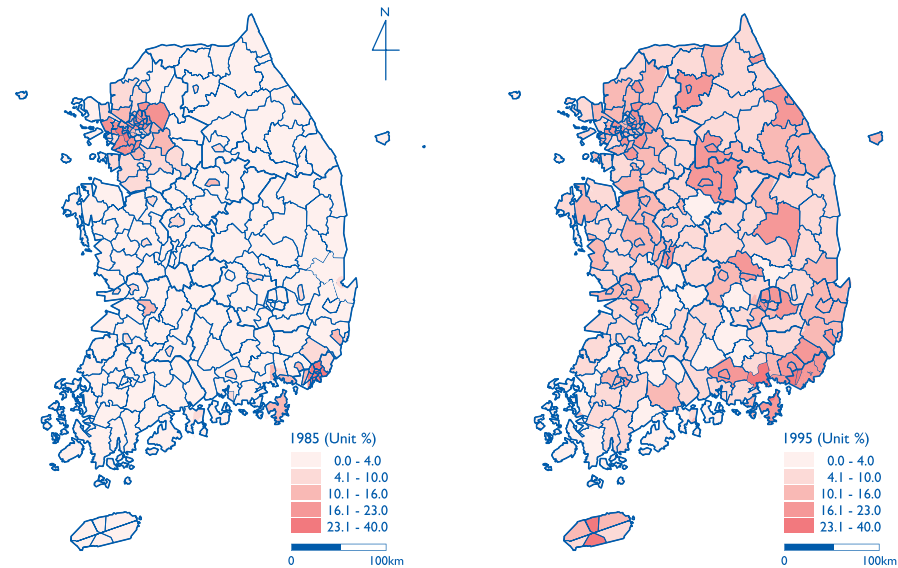 N
1985 (Unit %)
0.0 - 4.0
4.1 - 10.0
10.1 - 16.0
16.1 - 23.0
23.1 - 40.0
0 100km
1995 (Unit %)
0.0 - 4.0
4.1 - 10.0
10.1 - 16.0
16.1 - 23.0
23.1 - 40.0
0 100km